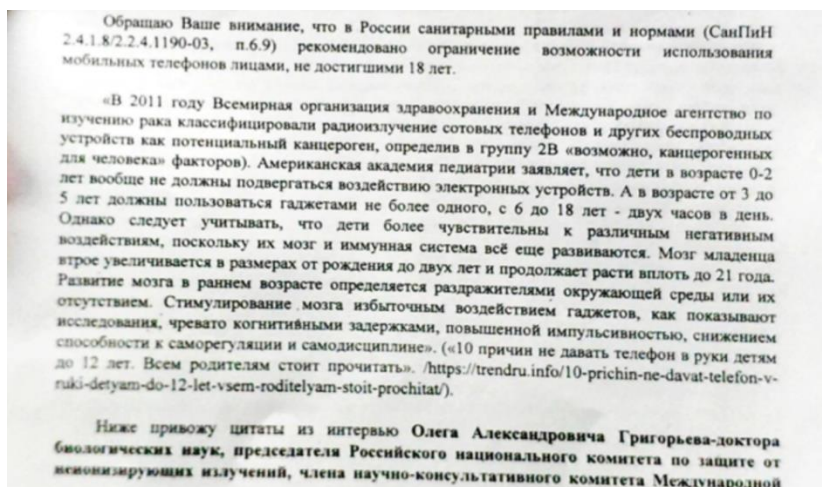 Обращаю Ваше внимание, что в России санитарными правилами и нормами (СанПиН
2.4.1.8/2.2.4.1190-03, п.6.9) рекомендовано ограничение возможности использования
мобильных телефонов лицами, не достигшими 18 лет.
«В 2011 году Всемирная организация здравоохранения и Международное агентство по
изучению рака классифицировали радиоизлучение сотовых телефонов и других беспроводных
устройств как потенциальный канцероген, определив в группу 2В «возможно, канцерогенных
для человека» факторов). Американская академия педиатрии заявляет, что дети в возрасте 0-2
лет вообще не должны подвергаться воздействию электронных устройств. А в возрасте от 3 до
5 лет должны пользоваться гаджетами не более одного, с 6 до 18 лет - двух часов в день.
Однако следует учитывать, что дети более чувствительны к различным негативным
воздействиям, поскольку их мозг и иммунная система всё еще развиваются. Мозг младенца
втрое увеличивается в размерах от рождения до двух лет и продолжает расти вплоть до 21 года.
Развитие мозга в раннем возрасте определяется раздражителями окружающей среды или их
отсутствием. Стимулирование мозга избыточным воздействием гаджетов, как показывают
исследования, чревато когнитивными задержками, повышенной импульсивностью, снижением
способности к саморегуляции и самодисциплине». («10 причин не давать телефон в руки детям
до 12 лет. Всем родителям стоит прочитать». /https://trendru.info/10-prichin-ne-davat-telefon-v-
ruki-detyam-do-12-let-vsem-roditelyam-stoit-prochitat/).
Ниже привожу цитаты из интервью Олега Александровича Григорьева-доктора
биологических наук, председателя Российского национального комитета по защите от
неионизирующих излучений, члена научно-консультативного комитета Международной